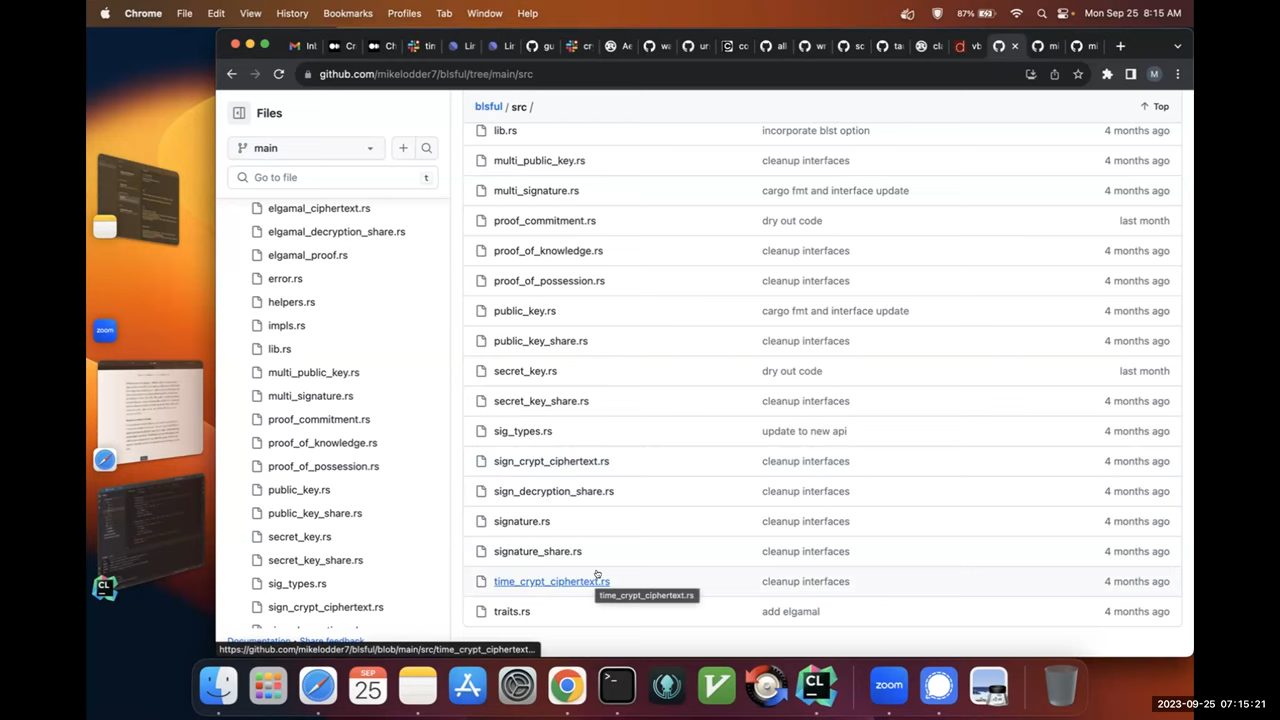 Chrome File Edit View History Bookmarks Profiles Tab Window Help 87% Mon Sep 25 8:15 AM
github.com/mikelodder7/blsful/tree/main/src M
Files
main
Go to file t
elgamal_ciphertext.rs
elgamal_decryption_share.rs
elgamal_proof.rs
error.rs
helpers.rs
impls.rs
lib.rs
multi_public_key.rs
multi_signature.rs
proof_commitment.rs
proof_of_knowledge.rs
proof_of_possession.rs
public_key.rs
public_key_share.rs
secret_key.rs
secret_key_share.rs
sig_types.rs
sign_crypt_ciphertext.rs
Documentation • Share feedback
blsful / src / Top
lib.rs incorporate blst option 4 months ago
multi_public_key.rs cleanup interfaces 4 months ago
multi_signature.rs cargo fmt and interface update 4 months ago
proof_commitment.rs dry out code last month
proof_of_knowledge.rs cleanup interfaces 4 months ago
proof_of_possession.rs cleanup interfaces 4 months ago
public_key.rs cargo fmt and interface update 4 months ago
public_key_share.rs cleanup interfaces 4 months ago
secret_key.rs dry out code last month
secret_key_share.rs cleanup interfaces 4 months ago
sig_types.rs update to new api 4 months ago
sign_crypt_ciphertext.rs cleanup interfaces 4 months ago
sign_decryption_share.rs cleanup interfaces 4 months ago
signature.rs cleanup interfaces 4 months ago
signature_share.rs cleanup interfaces 4 months ago
time_crypt_ciphertext.rs cleanup interfaces 4 months ago
time_crypt_ciphertext.rs
traits.rs add elgamal 4 months ago
https://github.com/mikelodder7/blsful/blob/main/src/time_crypt_ciphertext...
zoom
CL
SEP
25
CL
zoom
2023-09-25 07:15:21